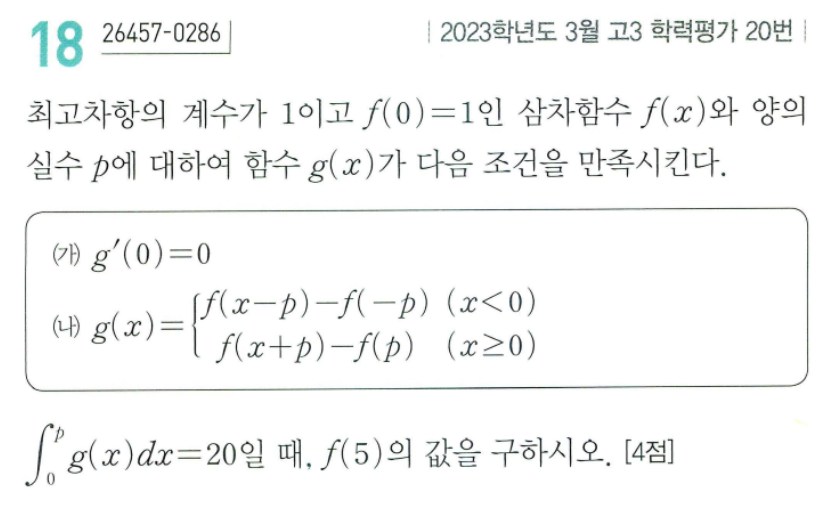 18 26457-0286 | 2023학년도 3월 고3 학력평가 20번 |
최고차항의 계수가 1이고 f(0)=1인 삼차함수 f(x)와 양의
실수 p에 대하여 함수 g(x)가 다음 조건을 만족시킨다.
㈎ g′(0)=0
㈏ g(x)={f(x-p)-f(-p) (x<0)
f(x+p)-f(p) (x≥0)
∫₀ᵖ g(x)dx=20일 때, f(5)의 값을 구하시오. [4점]